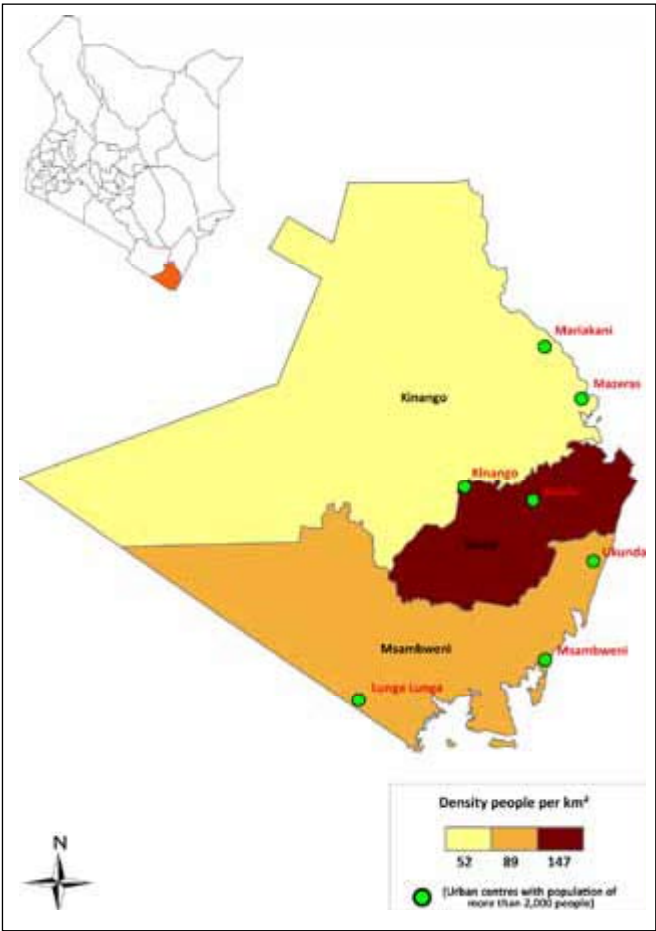 Mariakani
Mazeras
Kinango
Kinango
Ukunda
Msambweni
Msambweni
Lunga Lunga
Density people per km²
52 89 147
N
(Urban centres with population of
more than 2,000 people)